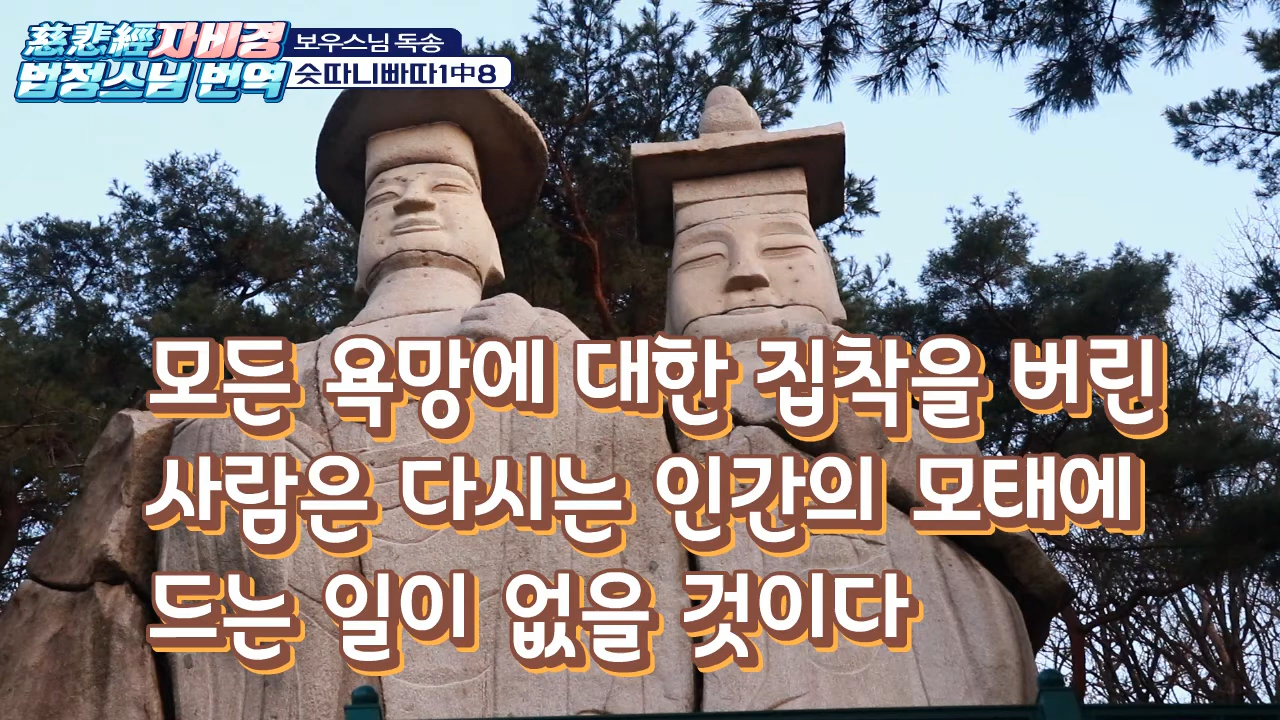 慈悲經자비경 보우스님 독송
법정스님 번역 숫따니빠따1中8
모든 욕망에 대한 집착을 버린
사람은 다시는 인간의 모태에
드는 일이 없을 것이다